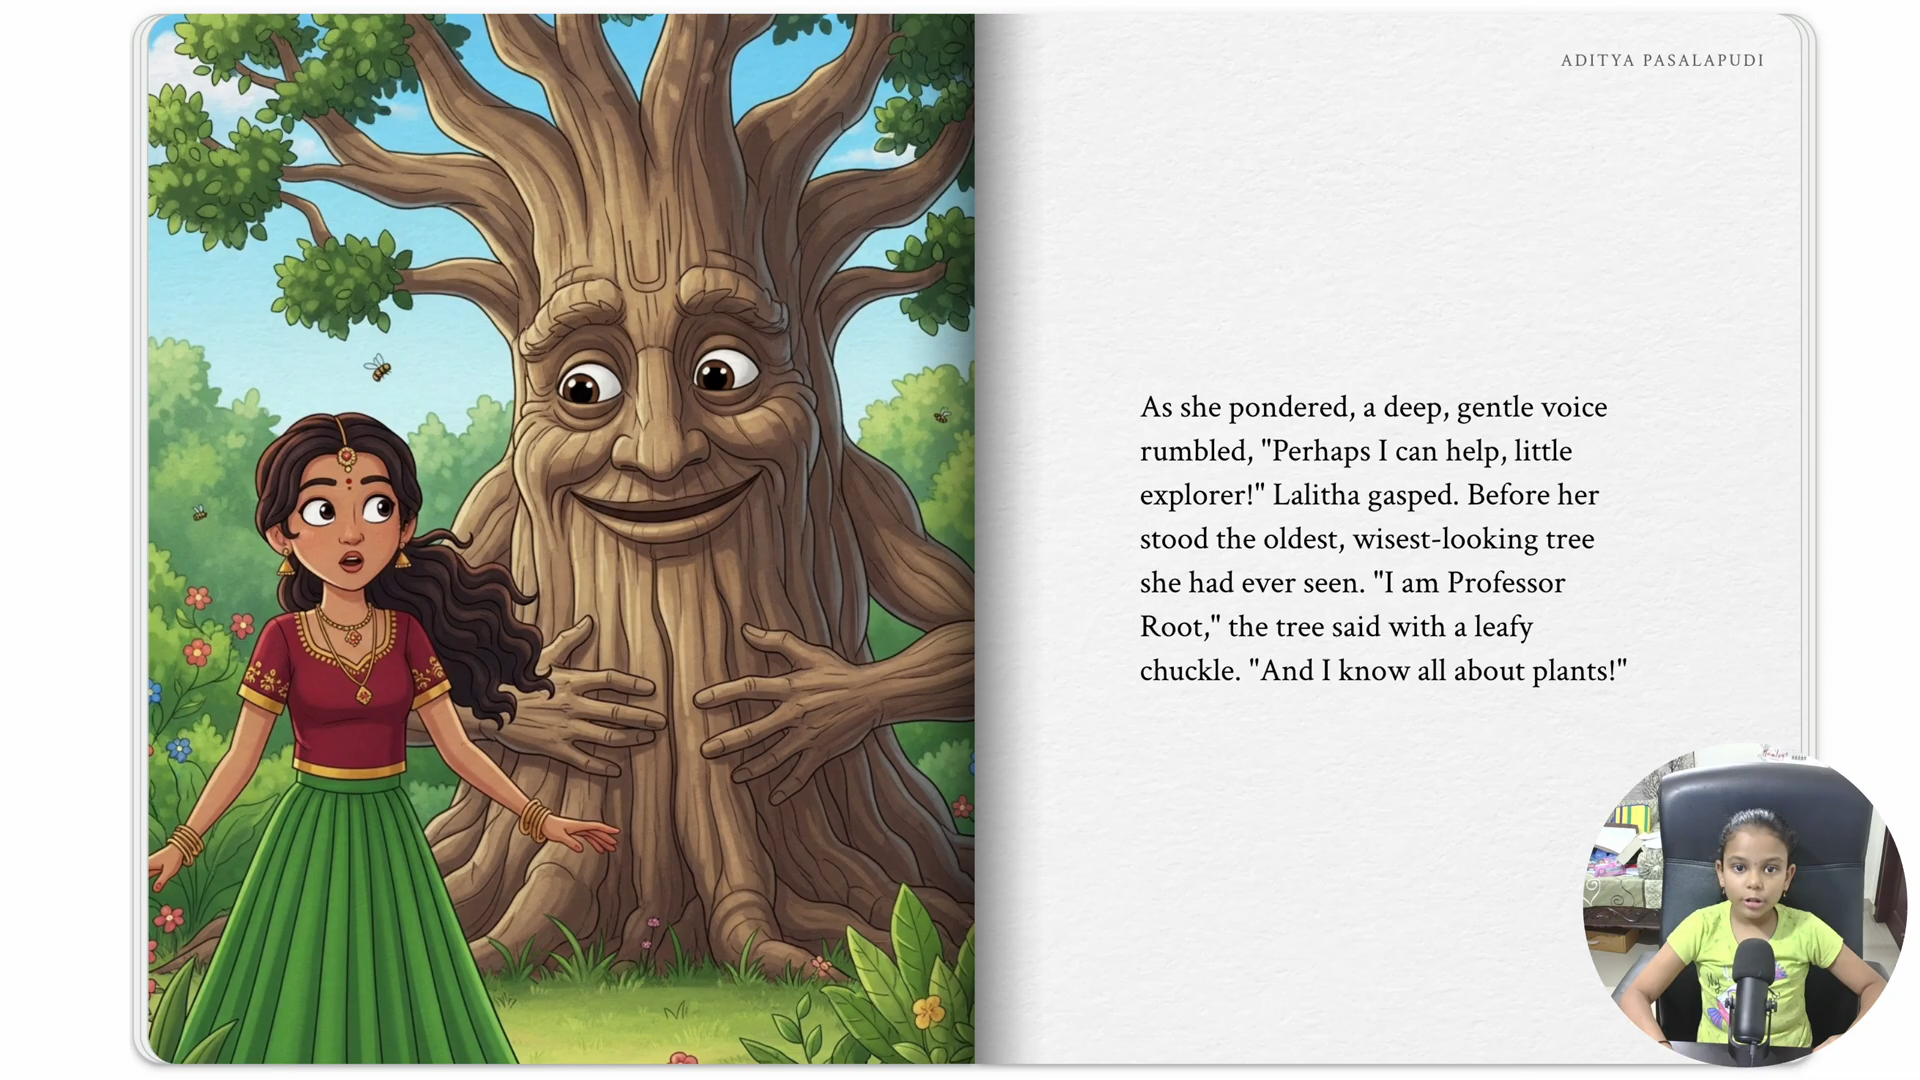 ADITYA PASALAPUDI
As she pondered, a deep, gentle voice
rumbled, "Perhaps I can help, little
explorer!" Lalitha gasped. Before her
stood the oldest, wisest-looking tree
she had ever seen. "I am Professor
Root," the tree said with a leafy
chuckle. "And I know all about plants!"